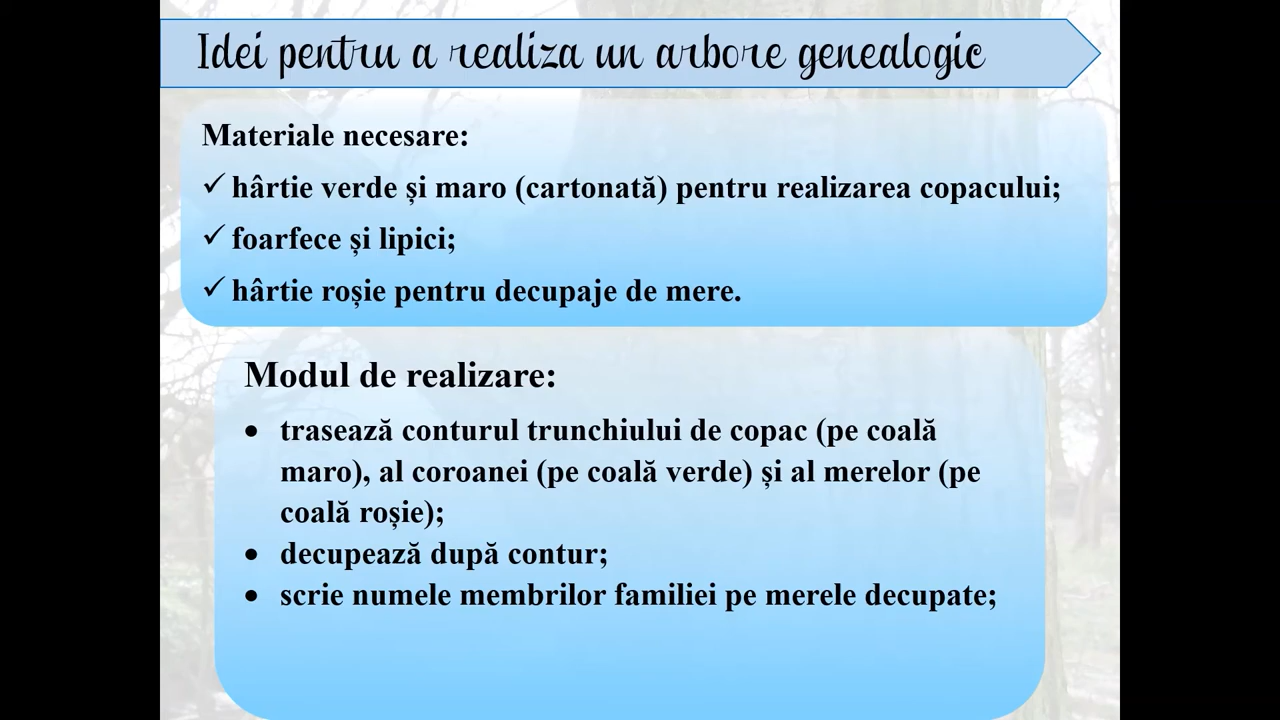 Idei pentru a realiza un arbore genealogic
Materiale necesare:
✓ hârtie verde și maro (cartonată) pentru realizarea copacului;
✓ foarfece și lipici;
✓ hârtie roșie pentru decupaje de mere.
Modul de realizare:
• trasează conturul trunchiului de copac (pe coală
maro), al coroanei (pe coală verde) și al merelor (pe
coală roșie);
• decupează după contur;
• scrie numele membrilor familiei pe merele decupate;